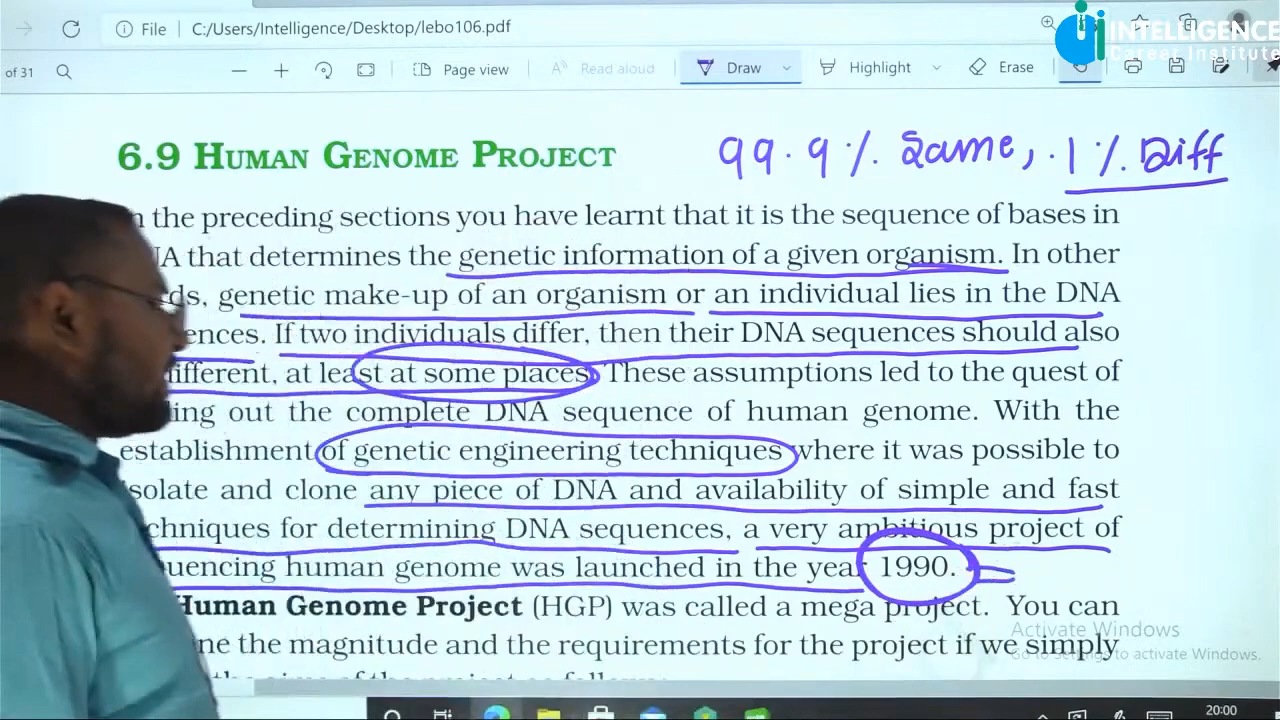 File C:/Users/Intelligence/Desktop/lebo106.pdf
INTELLIGENCE
Career Institute
of 31 Page view Read aloud Draw Highlight Erase
6.9 HUMAN GENOME PROJECT 99.9% Same, .1% Diff
n the preceding sections you have learnt that it is the sequence of bases in
NA that determines the genetic information of a given organism. In other
ds, genetic make-up of an organism or an individual lies in the DNA
ences. If two individuals differ, then their DNA sequences should also
ifferent, at least at some places. These assumptions led to the quest of
ing out the complete DNA sequence of human genome. With the
establishment of genetic engineering techniques where it was possible to
isolate and clone any piece of DNA and availability of simple and fast
chniques for determining DNA sequences, a very ambitious project of
uencing human genome was launched in the year 1990.
Human Genome Project (HGP) was called a mega project. You can
ne the magnitude and the requirements for the project if we simply
Activate Windows
Go to Settings to activate Windows.
20:00